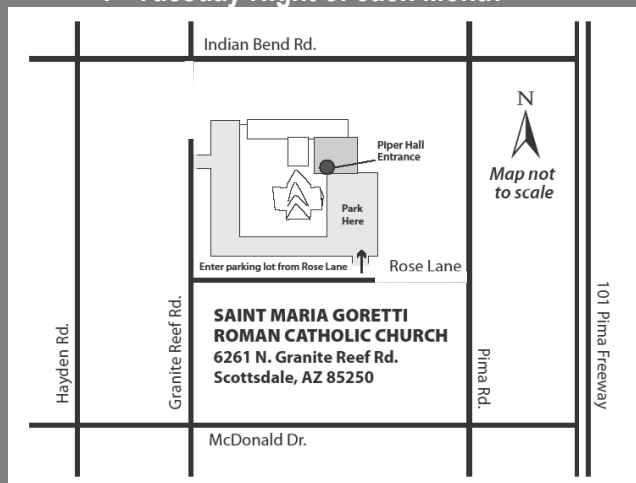 Tuesday Night of each Month
Indian Bend Rd.
N
Map not
to scale
Piper Hall
Entrance
Park
Here
Enter parking lot from Rose Lane
Rose Lane
SAINT MARIA GORETTI
ROMAN CATHOLIC CHURCH
6261 N. Granite Reef Rd.
Scottsdale, AZ 85250
Hayden Rd.
Granite Reef Rd.
Pima Rd.
101 Pima Freeway
McDonald Dr.